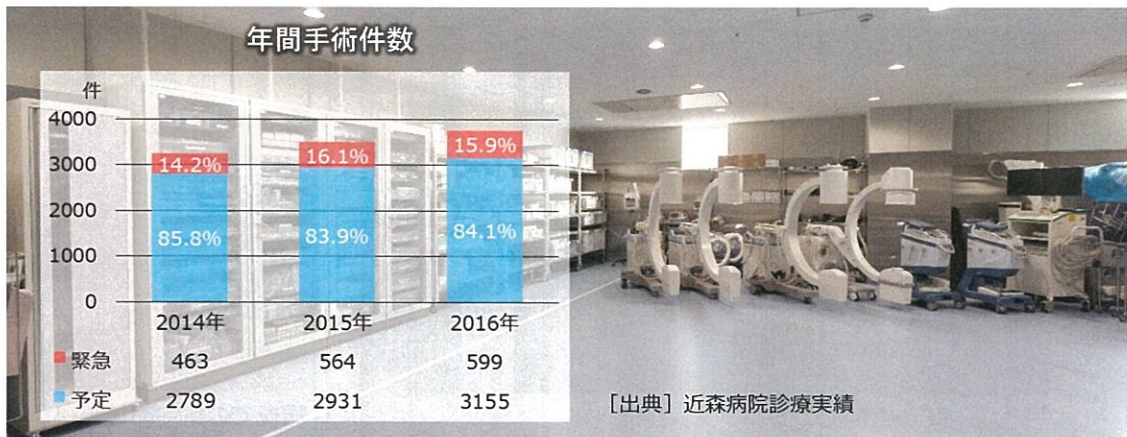 年間手術件数
件
4000
3000
2000
1000
0
14.2%
16.1%
15.9%
85.8%
83.9%
84.1%
2014年 2015年 2016年
緊急 463 564 599
予定 2789 2931 3155
[出典] 近森病院診療実績